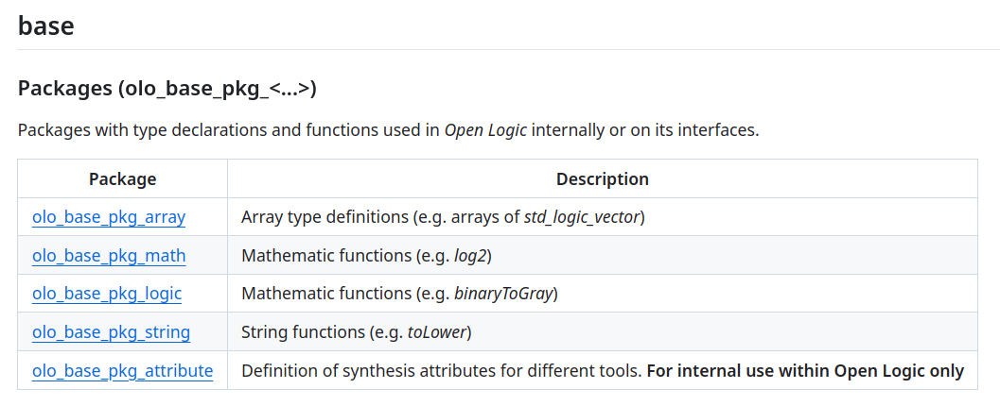 base
Packages (olo_base_pkg_<...>)
Packages with type declarations and functions used in Open Logic internally or on its interfaces.
Package Description
olo_base_pkg_array Array type definitions (e.g. arrays of std_logic_vector)
olo_base_pkg_math Mathematic functions (e.g. log2)
olo_base_pkg_logic Mathematic functions (e.g. binaryToGray)
olo_base_pkg_string String functions (e.g. toLower)
olo_base_pkg_attribute Definition of synthesis attributes for different tools. For internal use within Open Logic only